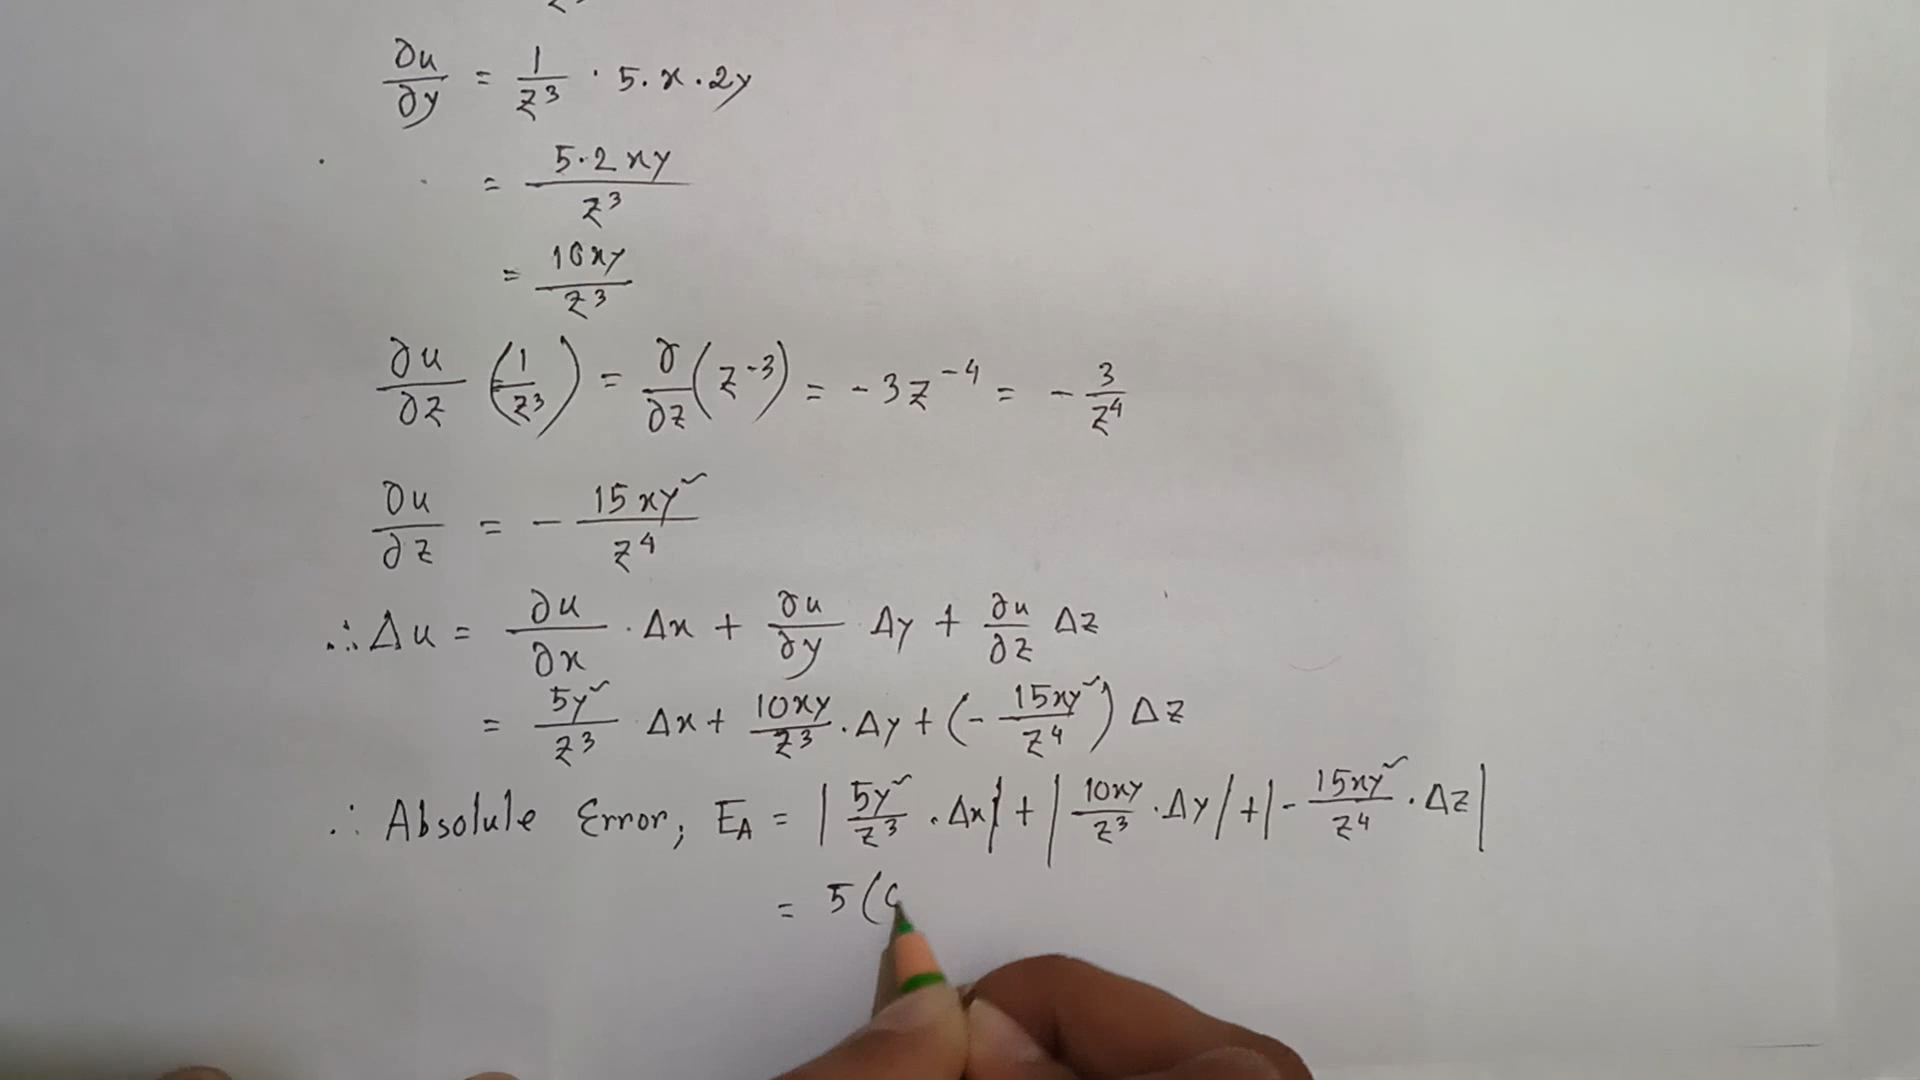 ∂u/∂y = 1/z³ · 5.x.2y
= 5·2xy/z³
= 10xy/z³
∂u/∂z (1/z³) = ∂/∂z (z⁻³) = -3z⁻⁴ = -3/z⁴
∂u/∂z = - 15xy²/z⁴
∴ Δu = ∂u/∂x · Δx + ∂u/∂y Δy + ∂u/∂z Δz
= 5y²/z³ Δx + 10xy/z³ · Δy + (- 15xy²/z⁴) Δz
∴ Absolule Error, E_A = |5y²/z³ · Δx| + |10xy/z³ · Δy| + |- 15xy²/z⁴ · Δz|
= 5(